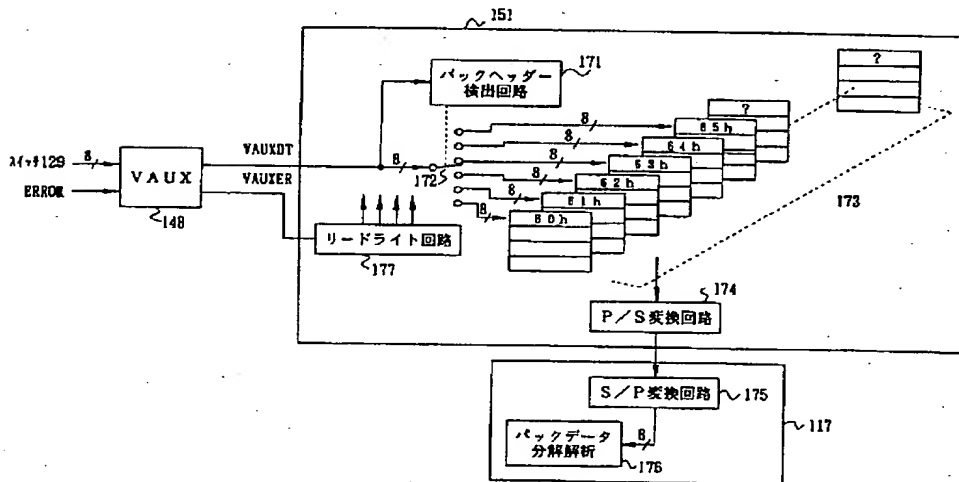 151
パックヘッダー
検出回路
171
?
?
65h
64h
63h
62h
61h
60h
8
8
8
8
8
8
スイッチ129
8
ERROR
VAUX
148
VAUXDT
VAUXER
8
172
173
リードライト回路
177
174
P/S変換回路
S/P変換回路
175
117
8
パックデータ
分解解析
176